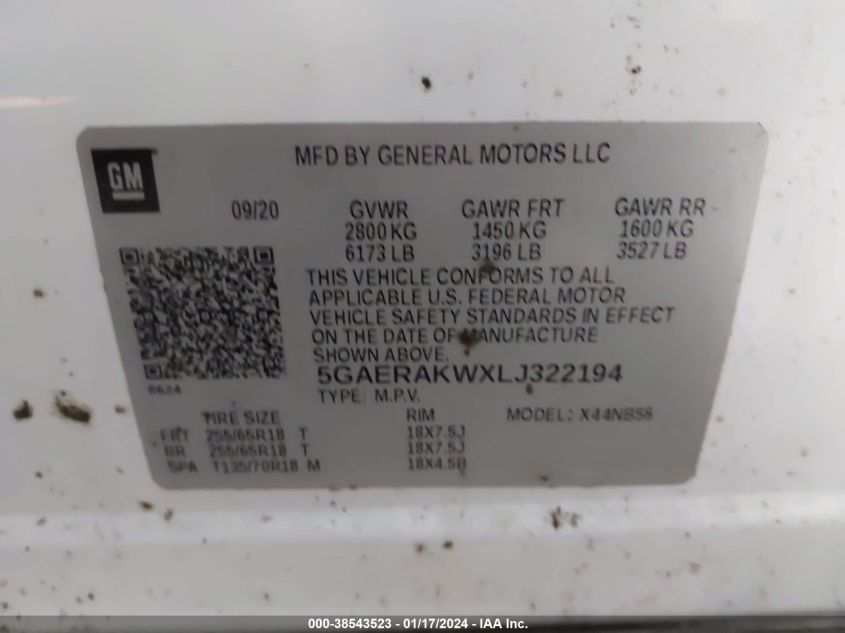 GM
MFD BY GENERAL MOTORS LLC
09/20 GVWR GAWR FRT GAWR RR
2800 KG 1450 KG 1600 KG
6173 LB 3196 LB 3527 LB
THIS VEHICLE CONFORMS TO ALL
APPLICABLE U.S. FEDERAL MOTOR
VEHICLE SAFETY STANDARDS IN EFFECT
ON THE DATE OF MANUFACTURE
SHOWN ABOVE.
5GAERAKWXLJ322194
6624
TYPE: M.P.V. MODEL: X44NB56
TIRE SIZE RIM
FRT 255/65R18 T 18X7.5J
RR 255/65R18 T 18X7.5J
SPA T135/70R18 M 18X4.5B
000-38543523 - 01/17/2024 - IAA, Inc.